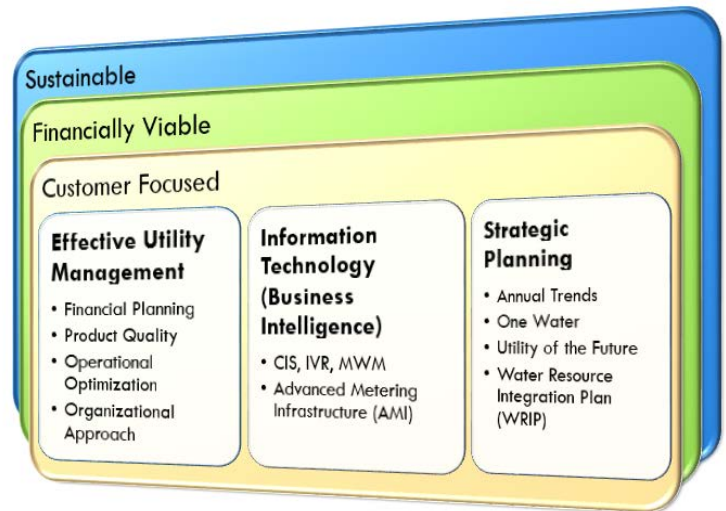 Sustainable
Financially Viable
Customer Focused
Effective Utility
Management
• Financial Planning
• Product Quality
• Operational
Optimization
• Organizational
Approach
Information
Technology
(Business
Intelligence)
• CIS, IVR, MWM
• Advanced Metering
Infrastructure (AMI)
Strategic
Planning
• Annual Trends
• One Water
• Utility of the Future
• Water Resource
Integration Plan
(WRIP)